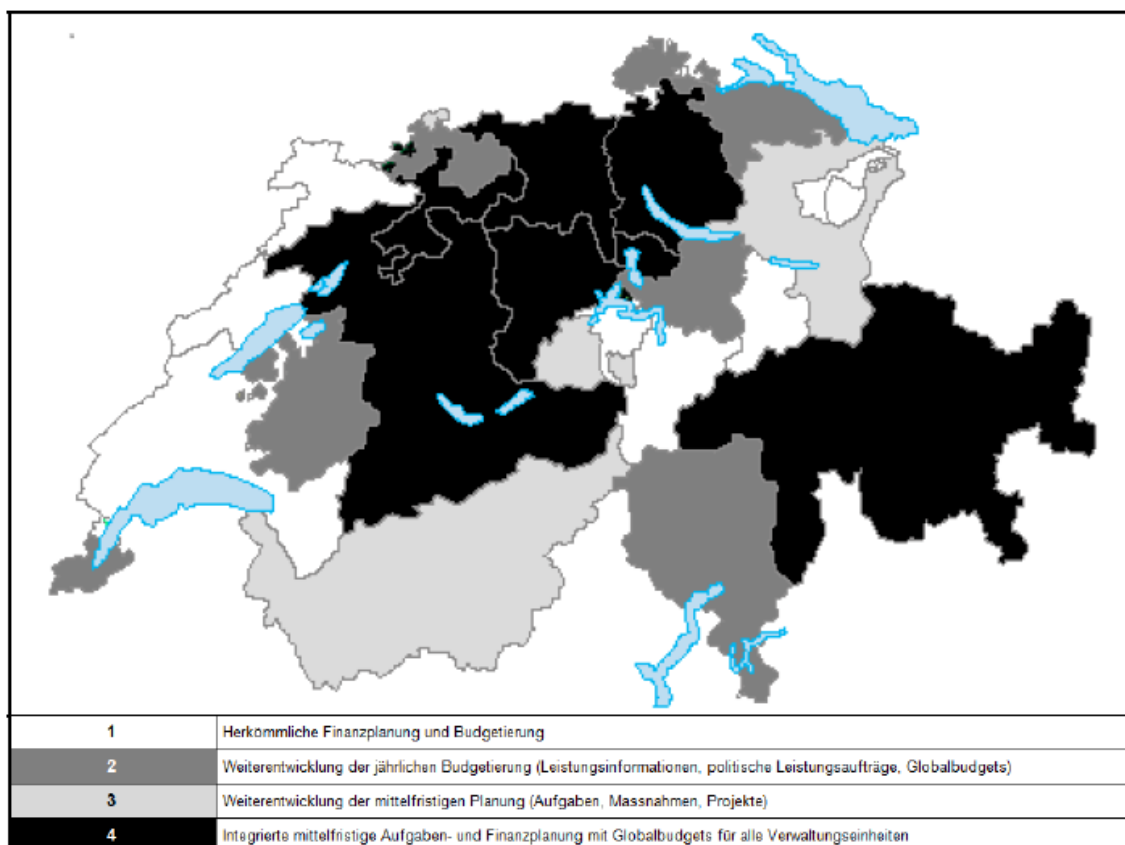 1 Herkömmliche Finanzplanung und Budgetierung
2 Weiterentwicklung der jährlichen Budgetierung (Leistungsinformationen, politische Leistungsaufträge, Globalbudgets)
3 Weiterentwicklung der mittelfristigen Planung (Aufgaben, Massnahmen, Projekte)
4 Integrierte mittelfristige Aufgaben- und Finanzplanung mit Globalbudgets für alle Verwaltungseinheiten